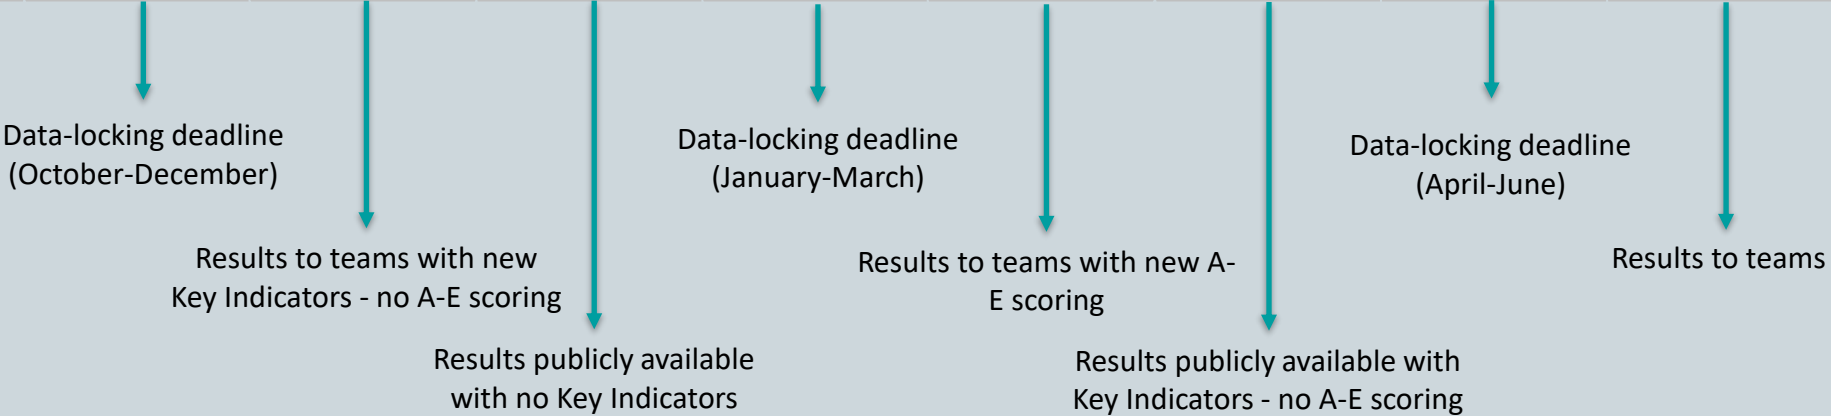 Data-locking deadline
(October-December)
Results to teams with new
Key Indicators - no A-E scoring
Results publicly available
with no Key Indicators
Data-locking deadline
(January-March)
Results to teams with new A-
E scoring
Results publicly available with
Key Indicators - no A-E scoring
Data-locking deadline
(April-June)
Results to teams